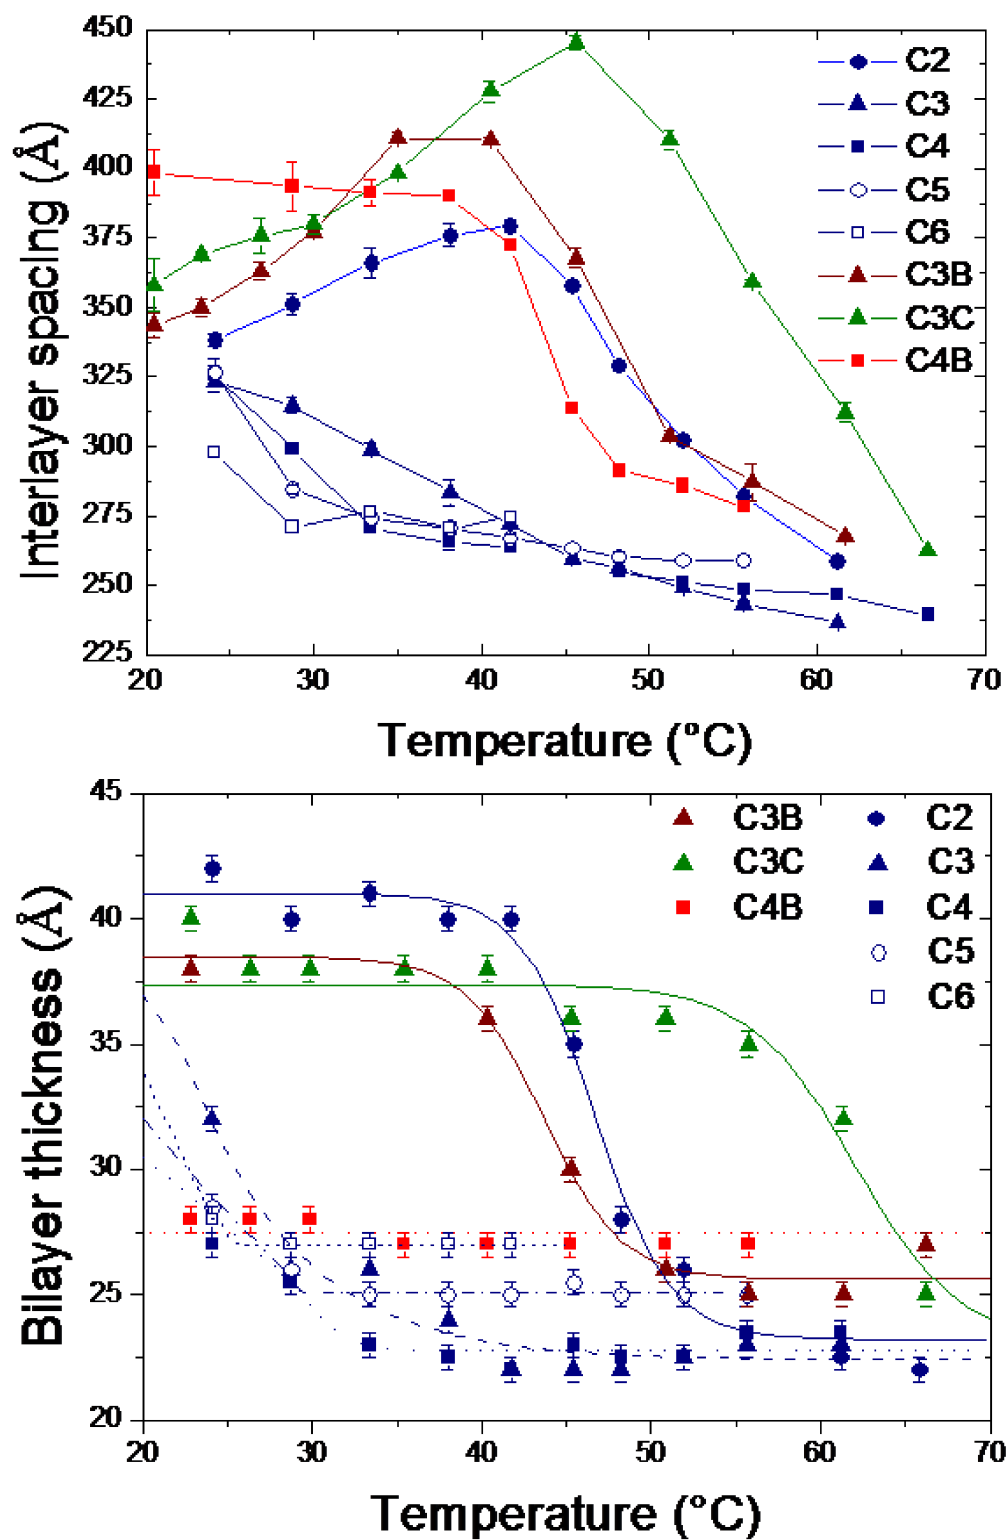 450
425
400
375
350
325
300
275
250
225
Interlayer spacing (Å)
C2
C3
C4
C5
C6
C3B
C3C
C4B
20 30 40 50 60 70
Temperature (°C)
45
40
35
30
25
20
Bilayer thickness (Å)
C3B C2
C3C C3
C4B C4
C5
C6
20 30 40 50 60 70
Temperature (°C)